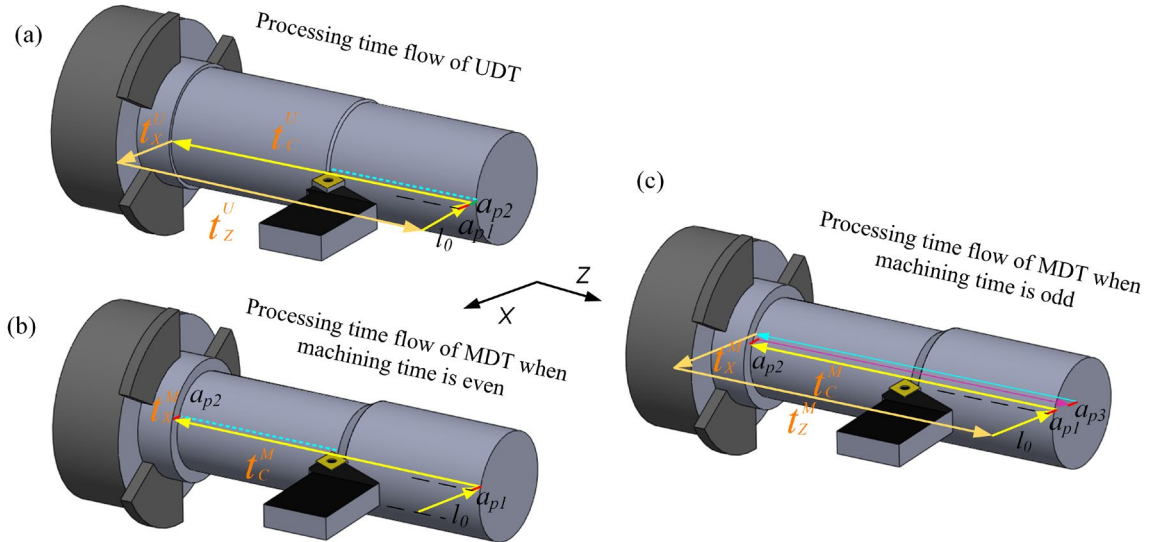 (a)
Processing time flow of UDT
t_X^U
t_C^U
t_Z^U
a_p2
a_p1
l_0
X
Z
(b)
Processing time flow of MDT when
machining time is even
t_X^M
a_p2
t_C^M
a_p1
l_0
(c)
Processing time flow of MDT when
machining time is odd
t_X^M
a_p2
t_C^M
t_Z^M
a_p3
a_p1
l_0